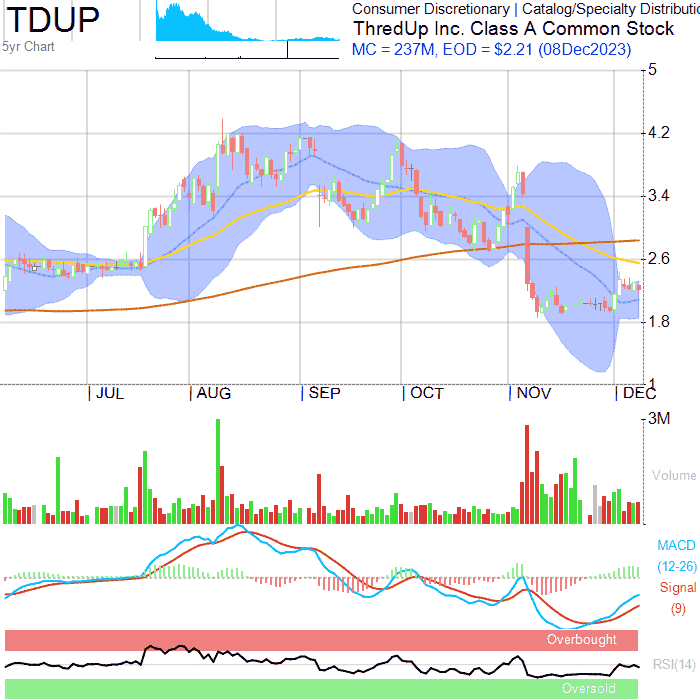 TDUP
5yr Chart
Consumer Discretionary | Catalog/Specialty Distributio
ThredUp Inc. Class A Common Stock
MC = 237M, EOD = $2.21 (08Dec2023)
5
4.2
3.4
2.6
1.8
1
JUL AUG SEP OCT NOV DEC
3M
Volume
MACD
(12-26)
Signal
(9)
Overbought
RSI(14)
Oversold